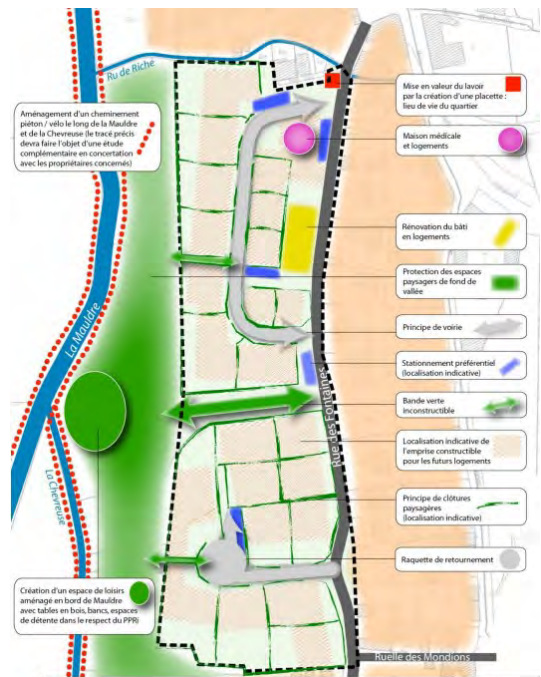 Ru de Riché
Aménagement d'un cheminement
piéton / vélo le long de la Mauldre
et de la Chevreuse (le tracé précis
devra faire l'objet d'une étude
complémentaire en concertation
avec les propriétaires concernés)
La Mauldre
La Chevreuse
Création d'un espace de loisirs
aménagé en bord de Mauldre
avec tables en bois, bancs, espaces
de détente dans le respect du PPRI
Rue des Fontaines
Mise en valeur du lavoir
par la création d'une placette :
lieu de vie du quartier
Maison médicale
et logements
Rénovation du bâti
en logements
Protection des espaces
paysagers de fond de
vallée
Principe de voirie
Stationnement préférentiel
(localisation indicative)
Bande verte
inconstructible
Localisation indicative de
l'emprise constructible
pour les futurs logements
Principe de clôtures
paysagères
(localisation indicative)
Raquette de retournement
Ruelle des Mondions